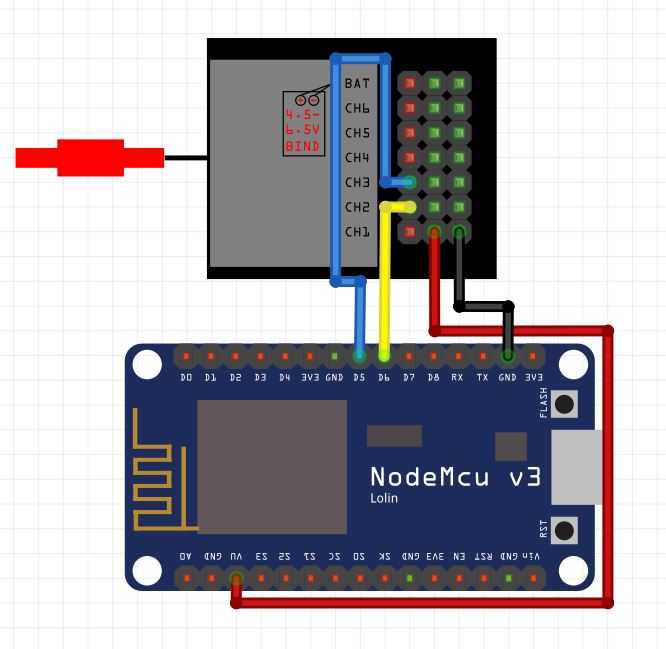 BAT
CH6
CH5
CH4
CH3
CH2
CH1
+ -
4.5-
6.5V
BIND
D0 D1 D2 D3 D4 3V3 GND D5 D6 D7 D8 RX TX GND 3V3
FLASH
NodeMcu v3
Lolin
RST
A0 GND VU S3 S2 S1 SC SO SK GND 3V3 EN RST GND Vin